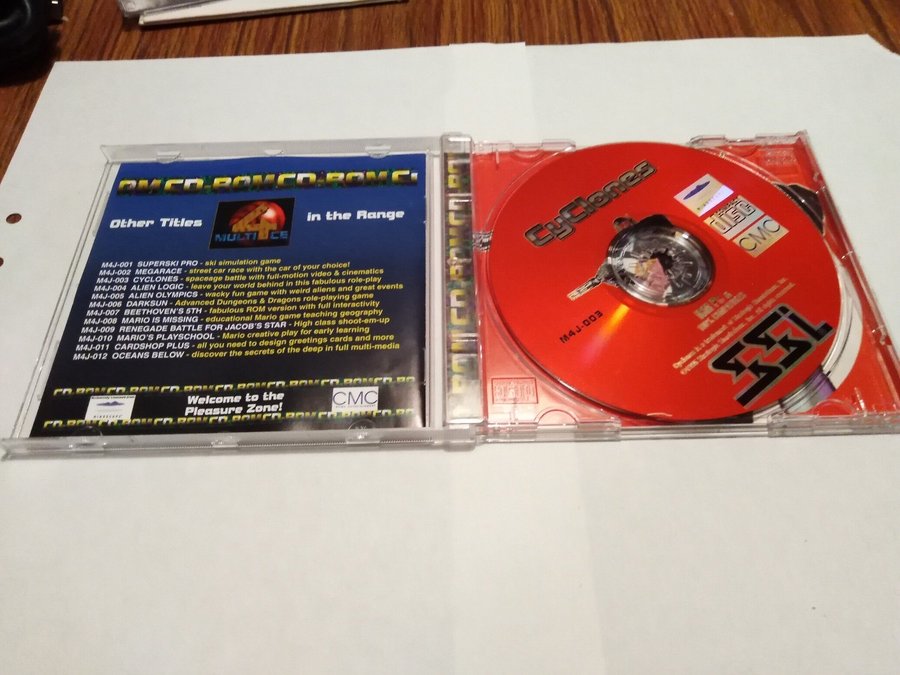 OM CD-ROM CD-ROM C
Other Titles
4
MULTI CE
in the Range
M4J-001 SUPERSKI PRO - ski simulation game
M4J-002 MEGARACE - street car race with the car of your choice!
M4J-003 CYCLONES - spaceage battle with full-motion video & cinematics
M4J-004 ALIEN LOGIC - leave your world behind in this fabulous role-play
M4J-005 ALIEN OLYMPICS - wacky fun game with weird aliens and great events
M4J-006 DARKSUN - Advanced Dungeons & Dragons role-playing game
M4J-007 BEETHOVEN'S 5TH - fabulous ROM version with full interactivity
M4J-008 MARIO IS MISSING - educational Mario game teaching geography
M4J-009 RENEGADE BATTLE FOR JACOB'S STAR - High class shoot-em-up
M4J-010 MARIO'S PLAYSCHOOL - Mario creative play for early learning
M4J-011 CARDSHOP PLUS - all you need to design greetings cards and more
M4J-012 OCEANS BELOW - discover the secrets of the deep in full multi-media
CD-ROM CD-ROM CD-ROM CD-ROM CD-RO
MINDSCAPE
Welcome to the
Pleasure Zone!
CMC
CyClones
MINDSCAPE
disc
CMC
M4J-003
SSI